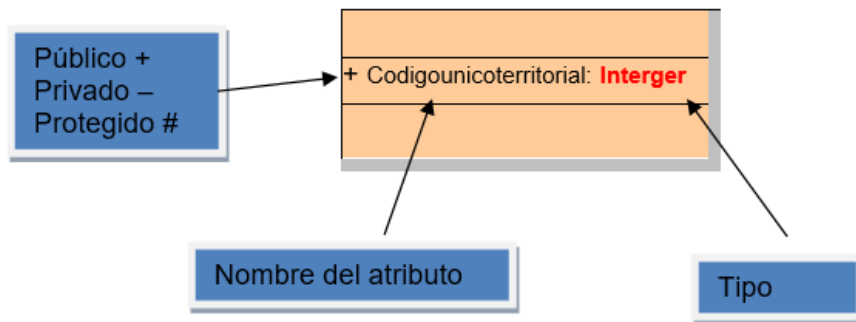 Público +
Privado –
Protegido #
+ Codigounicoterritorial: Interger
Nombre del atributo
Tipo